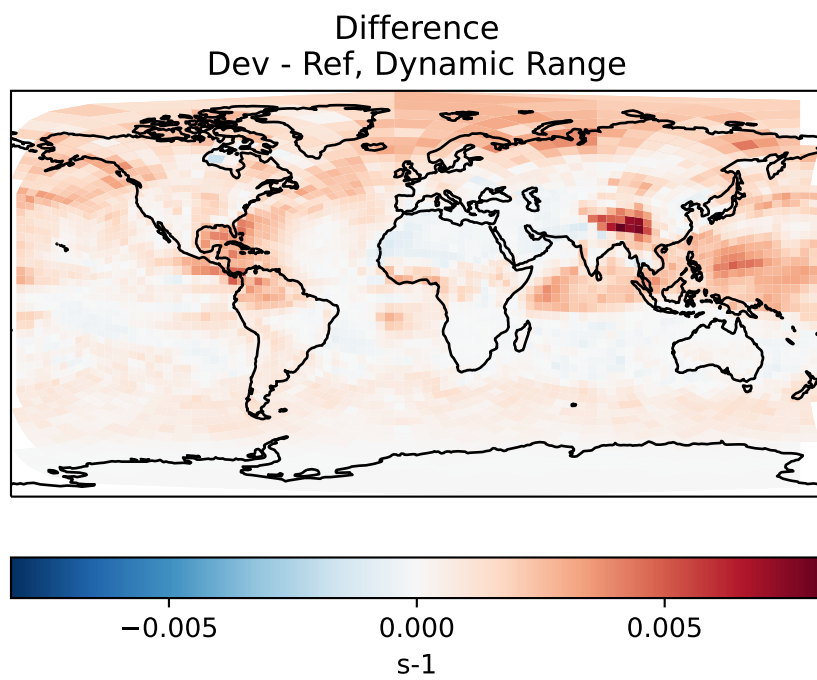 Difference
Dev - Ref, Dynamic Range
−0.005
0.000
0.005
s-1